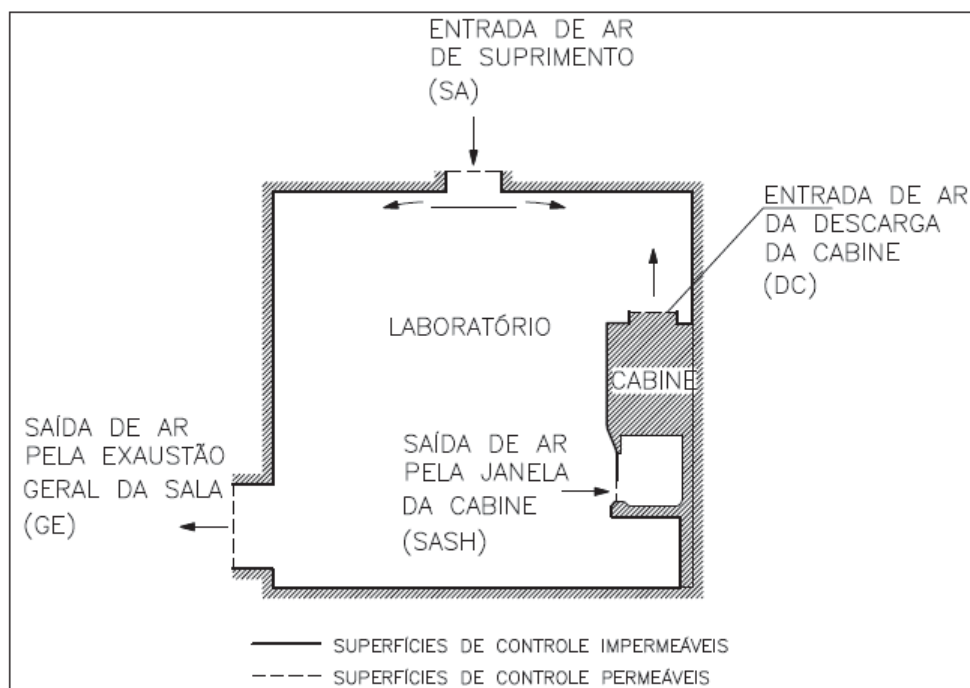 ENTRADA DE AR
DE SUPRIMENTO
(SA)
ENTRADA DE AR
DA DESCARGA
DA CABINE
(DC)
LABORATÓRIO
CABINE
SAÍDA DE AR
PELA EXAUSTÃO
GERAL DA SALA
(GE)
SAÍDA DE AR
PELA JANELA
DA CABINE
(SASH)
SUPERFÍCIES DE CONTROLE IMPERMEÁVEIS
SUPERFÍCIES DE CONTROLE PERMEÁVEIS